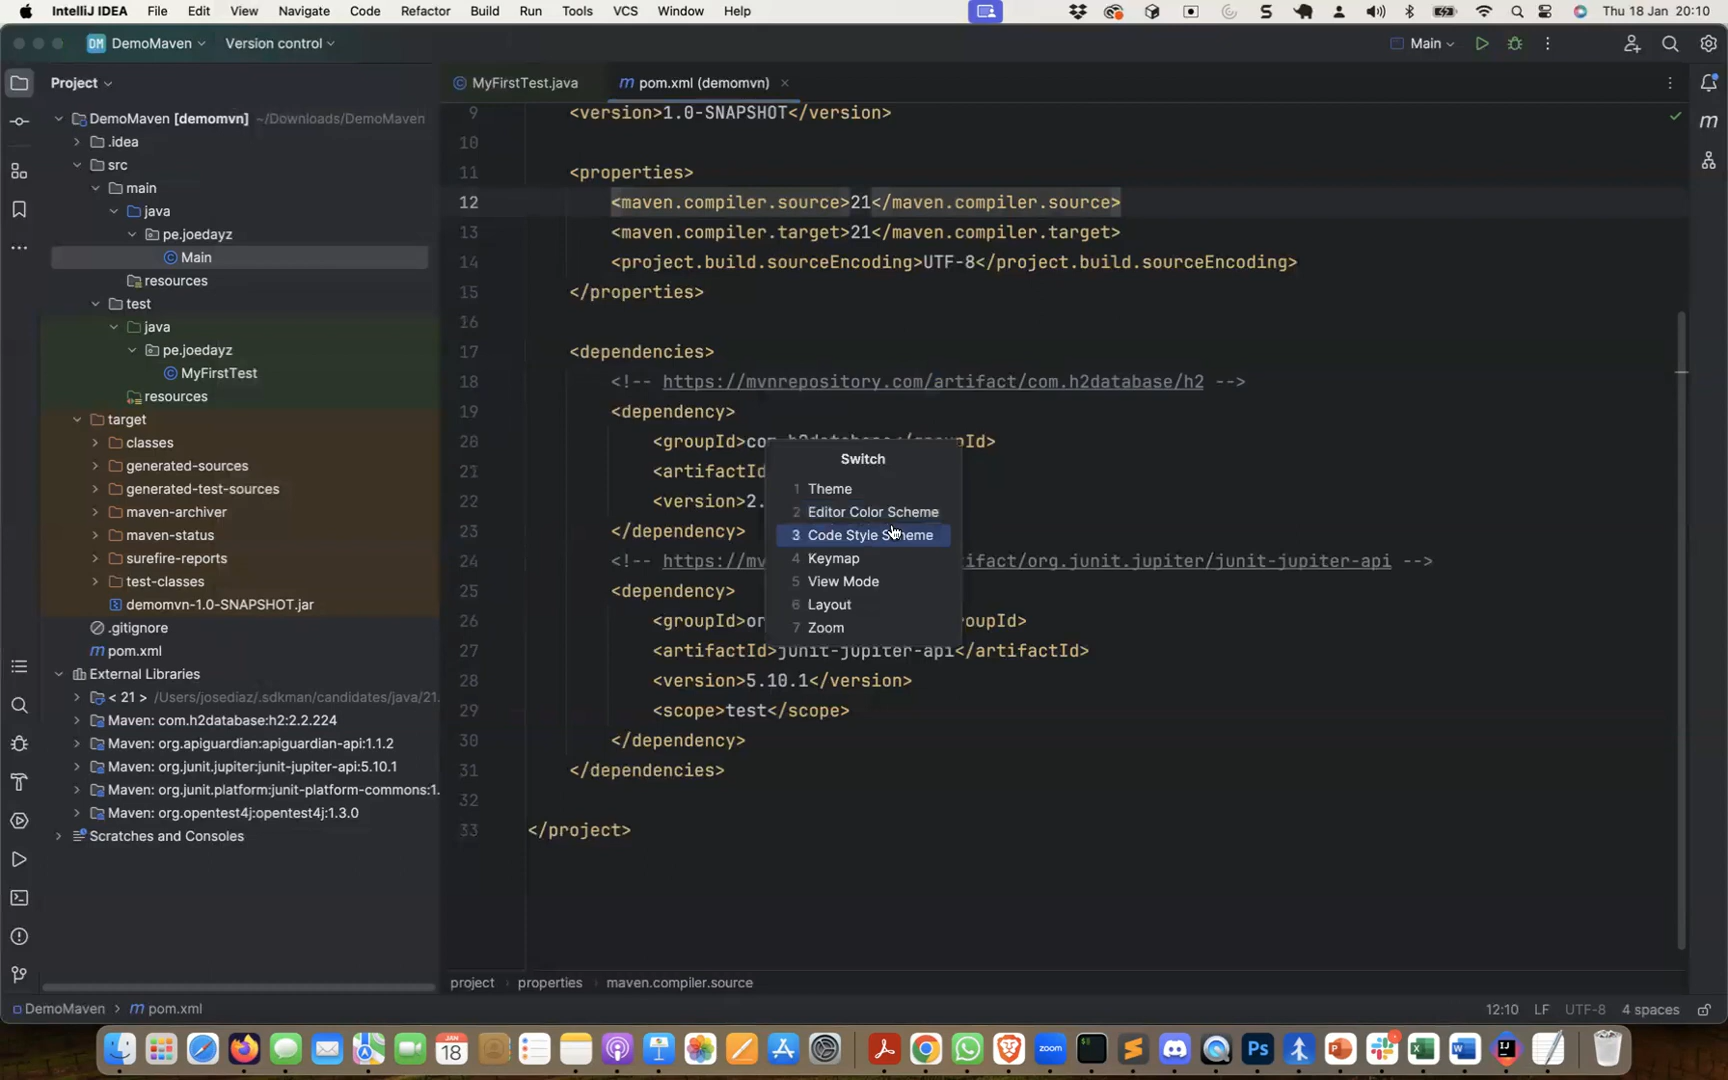 IntelliJ IDEA File Edit View Navigate Code Refactor Build Run Tools VCS Window Help Thu 18 Jan 20:10
DM DemoMaven Version control Main
Project
MyFirstTest.java
pom.xml (demomvn)
DemoMaven [demomvn] ~/Downloads/DemoMaven
.idea
src
main
java
pe.joedayz
Main
resources
test
java
pe.joedayz
MyFirstTest
resources
target
classes
generated-sources
generated-test-sources
maven-archiver
maven-status
surefire-reports
test-classes
demomvn-1.0-SNAPSHOT.jar
.gitignore
pom.xml
External Libraries
< 21 > /Users/josediaz/.sdkman/candidates/java/21.
Maven: com.h2database:h2:2.2.224
Maven: org.apiguardian:apiguardian-api:1.1.2
Maven: org.junit.jupiter:junit-jupiter-api:5.10.1
Maven: org.junit.platform:junit-platform-commons:1.
Maven: org.opentest4j:opentest4j:1.3.0
Scratches and Consoles
9 <version>1.0-SNAPSHOT</version>
10
11 <properties>
12 <maven.compiler.source>21</maven.compiler.source>
13 <maven.compiler.target>21</maven.compiler.target>
14 <project.build.sourceEncoding>UTF-8</project.build.sourceEncoding>
15 </properties>
16
17 <dependencies>
18 <!-- https://mvnrepository.com/artifact/com.h2database/h2 -->
19 <dependency>
20 <groupId>com.h2database</groupId>
21 <artifactId
22 <version>2.
23 </dependency>
24 <!-- https://mv artifact/org.junit.jupiter/junit-jupiter-api -->
25 <dependency>
26 <groupId>or groupId>
27 <artifactId>junit-jupiter-api</artifactId>
28 <version>5.10.1</version>
29 <scope>test</scope>
30 </dependency>
31 </dependencies>
32
33 </project>
Switch
1 Theme
2 Editor Color Scheme
3 Code Style Scheme
4 Keymap
5 View Mode
6 Layout
7 Zoom
project properties maven.compiler.source
DemoMaven pom.xml 12:10 LF UTF-8 4 spaces
JAN
18
zoom
Ps